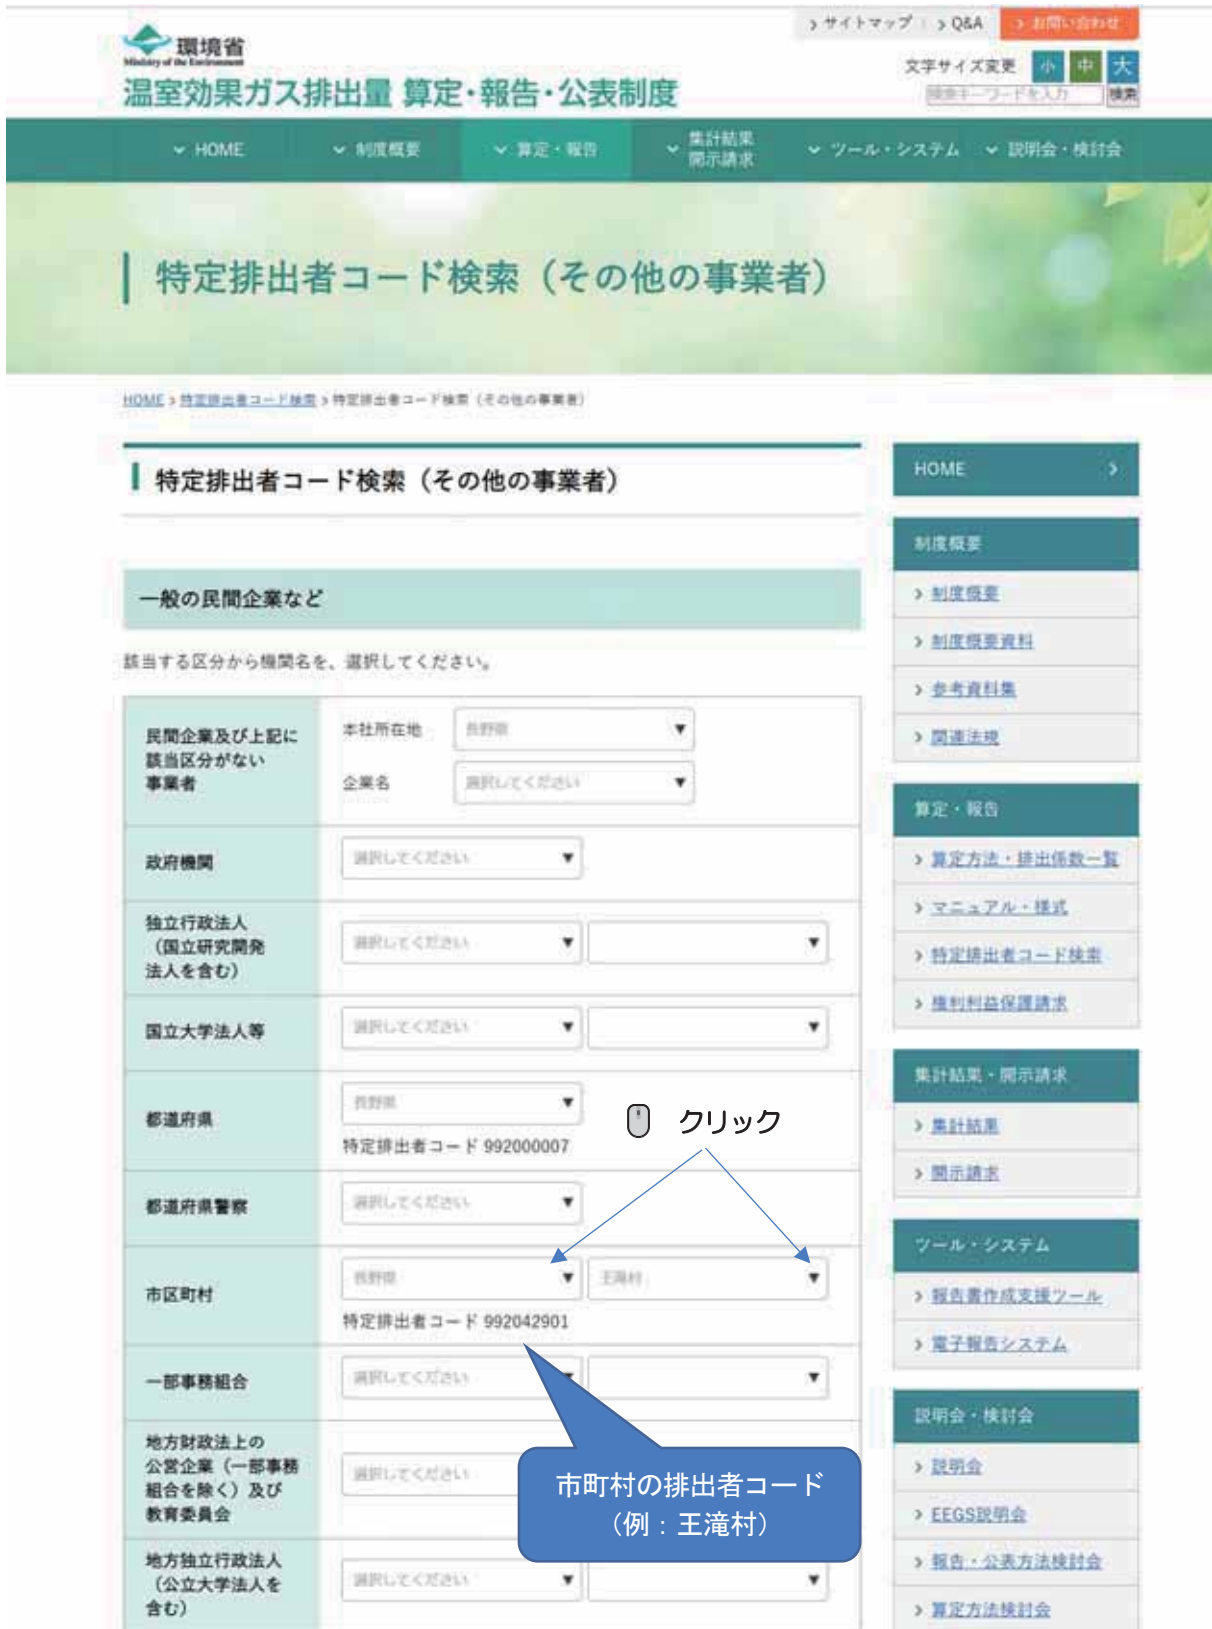 サイトマップ
Q&A
お問い合わせ
環境省
Ministry of the Environment
文字サイズ変更 小 中 大
温室効果ガス排出量 算定・報告・公表制度
検索キーワードを入力 検索
HOME
制度概要
算定・報告
集計結果
開示請求
ツール・システム
説明会・検討会
特定排出者コード検索（その他の事業者）
HOME > 特定排出者コード検索 > 特定排出者コード検索（その他の事業者）
特定排出者コード検索（その他の事業者）
一般の民間企業など
該当する区分から機関名を、選択してください。
民間企業及び上記に
該当区分がない
事業者
本社所在地 長野県
企業名 選択してください
政府機関
選択してください
独立行政法人
（国立研究開発
法人を含む）
選択してください
国立大学法人等
選択してください
都道府県
長野県
特定排出者コード 992000007
クリック
都道府県警察
選択してください
市区町村
長野県
王滝村
特定排出者コード 992042901
一部事務組合
選択してください
地方財政法上の
公営企業（一部事務
組合を除く）及び
教育委員会
選択してください
市町村の排出者コード
（例：王滝村）
地方独立行政法人
（公立大学法人を
含む）
選択してください
HOME
制度概要
制度概要
制度概要資料
参考資料集
関連法規
算定・報告
算定方法・排出係数一覧
マニュアル・様式
特定排出者コード検索
権利利益保護請求
集計結果・開示請求
集計結果
開示請求
ツール・システム
報告書作成支援ツール
電子報告システム
説明会・検討会
説明会
EEGS説明会
報告・公表方法検討会
算定方法検討会